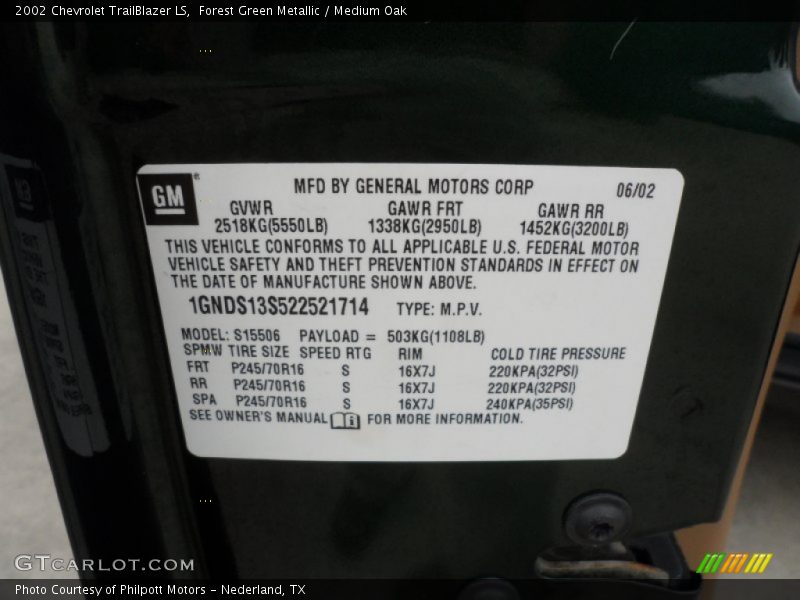 2002 Chevrolet TrailBlazer LS, Forest Green Metallic / Medium Oak
GM
MFD BY GENERAL MOTORS CORP 06/02
GVWR GAWR FRT GAWR RR
2518KG(5550LB) 1338KG(2950LB) 1452KG(3200LB)
THIS VEHICLE CONFORMS TO ALL APPLICABLE U.S. FEDERAL MOTOR
VEHICLE SAFETY AND THEFT PREVENTION STANDARDS IN EFFECT ON
THE DATE OF MANUFACTURE SHOWN ABOVE.
1GNDS13S522521714 TYPE: M.P.V.
MODEL: S15506 PAYLOAD = 503KG(1108LB)
SPMW TIRE SIZE SPEED RTG RIM COLD TIRE PRESSURE
FRT P245/70R16 S 16X7J 220KPA(32PSI)
RR P245/70R16 S 16X7J 220KPA(32PSI)
SPA P245/70R16 S 16X7J 240KPA(35PSI)
SEE OWNER'S MANUAL FOR MORE INFORMATION.
GTCARLOT.COM
Photo Courtesy of Philpott Motors - Nederland, TX